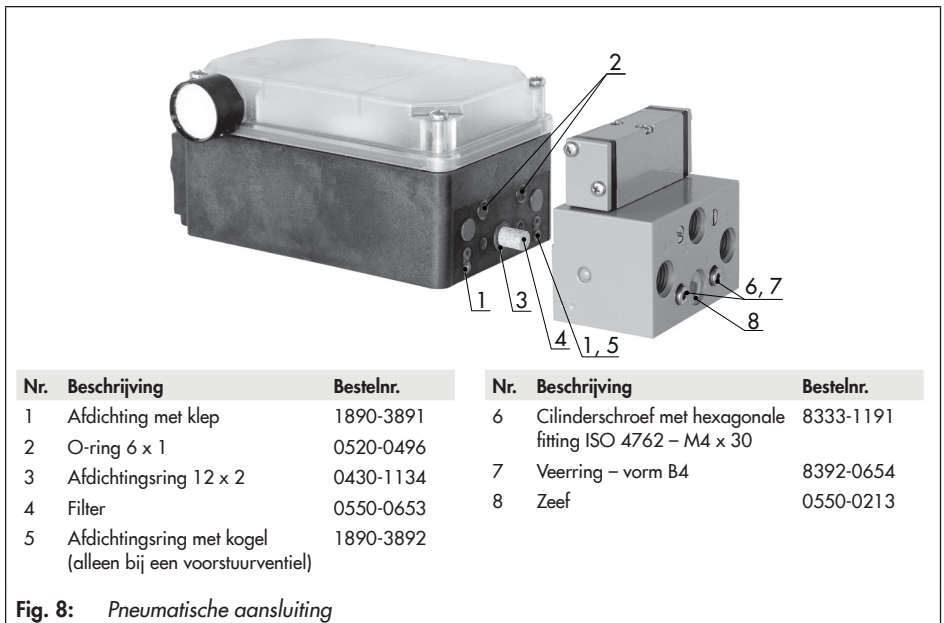 2
1
3
4
1, 5
6, 7
8
Nr. Beschrijving Bestelnr.
1 Afdichting met klep 1890-3891
2 O-ring 6 x 1 0520-0496
3 Afdichtingsring 12 x 2 0430-1134
4 Filter 0550-0653
5 Afdichtingsring met kogel 1890-3892
(alleen bij een voorstuurventiel)
Nr. Beschrijving Bestelnr.
6 Cilinderschroef met hexagonale 8333-1191
fitting ISO 4762 – M4 x 30
7 Veerring – vorm B4 8392-0654
8 Zeef 0550-0213
Fig. 8: Pneumatische aansluiting